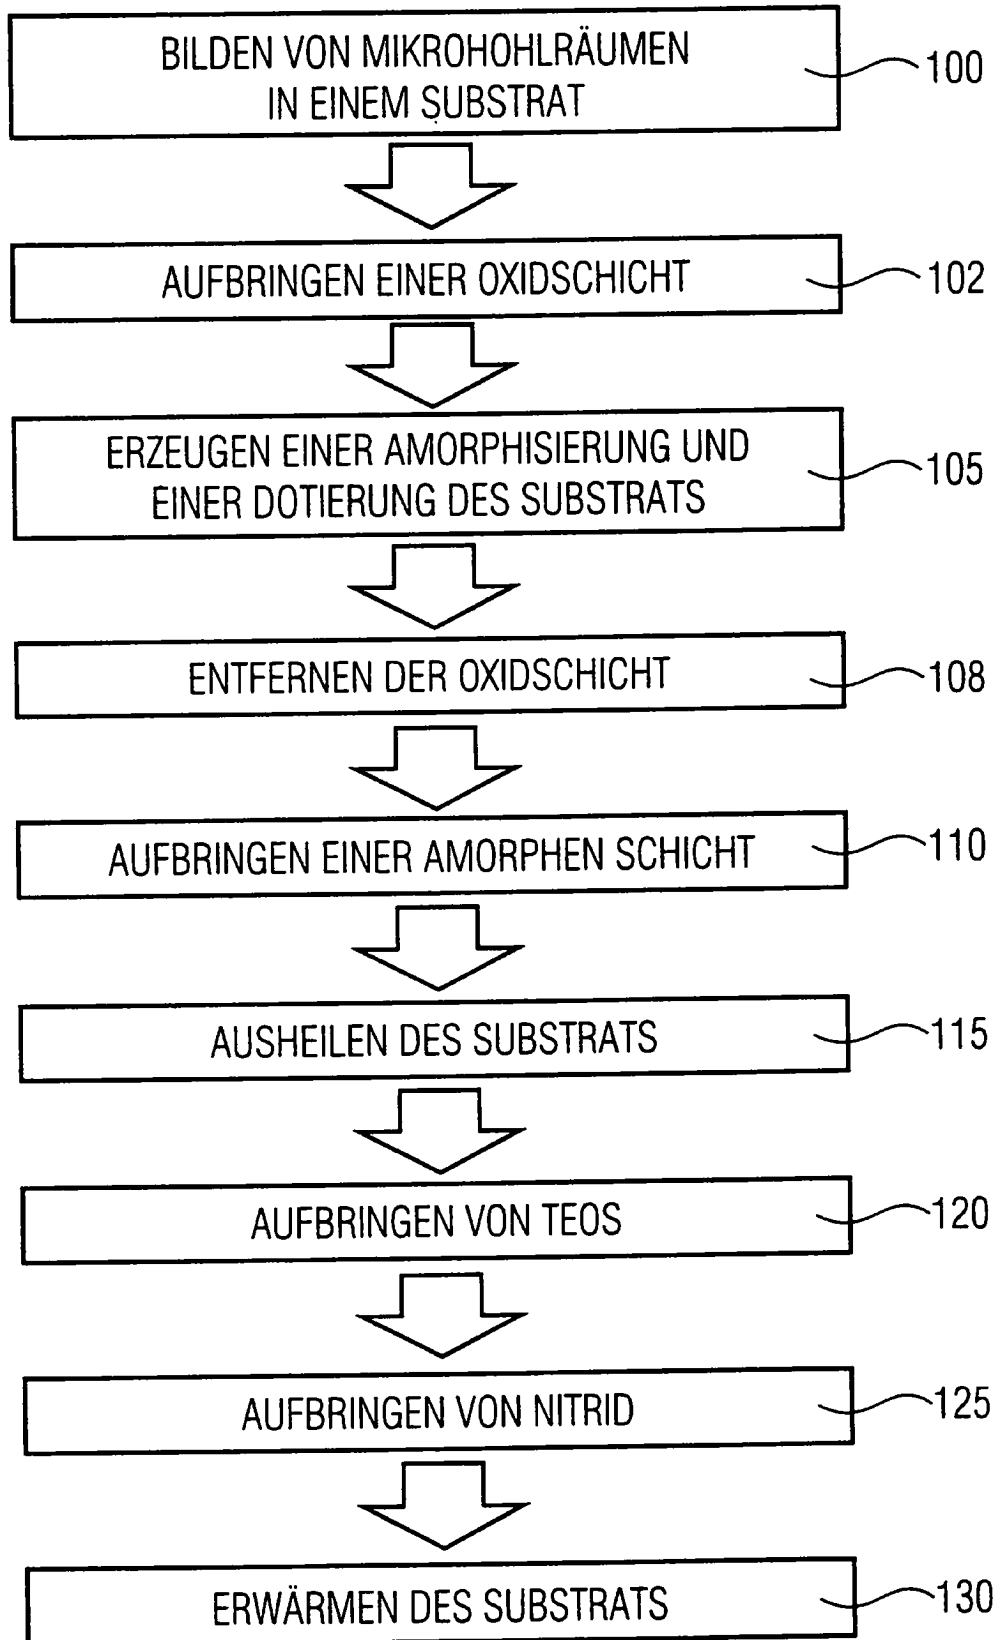 BILDEN VON MIKROHOHLRÄUMEN
IN EINEM SUBSTRAT
100
AUFBRINGEN EINER OXIDSCHICHT
102
ERZEUGEN EINER AMORPHISIERUNG UND
EINER DOTIERUNG DES SUBSTRATS
105
ENTFERNEN DER OXIDSCHICHT
108
AUFBRINGEN EINER AMORPHEN SCHICHT
110
AUSHEILEN DES SUBSTRATS
115
AUFBRINGEN VON TEOS
120
AUFBRINGEN VON NITRID
125
ERWÄRMEN DES SUBSTRATS
130